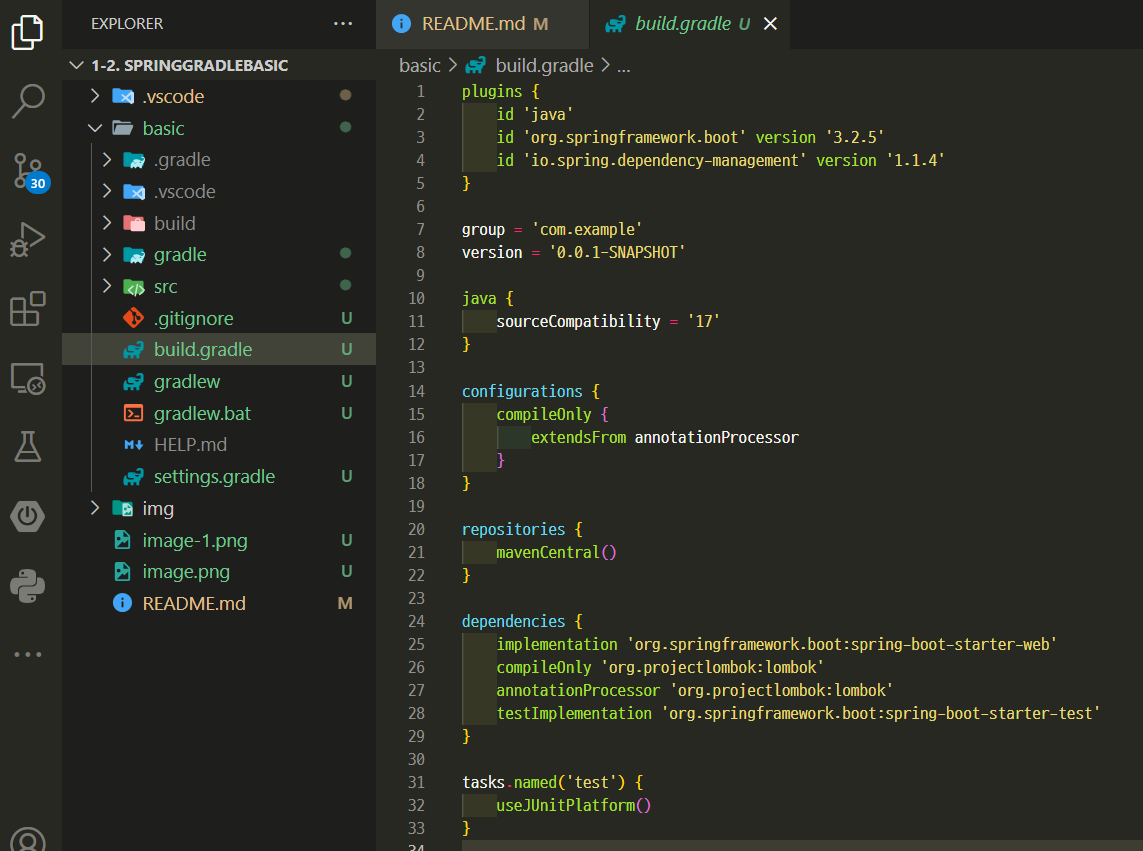 EXPLORER
1-2. SPRINGGRADLEBASIC
.vscode
basic
.gradle
.vscode
build
gradle
src
.gitignore U
build.gradle U
gradlew U
gradlew.bat U
HELP.md
settings.gradle U
img
image-1.png U
image.png U
README.md M
30
README.md M
build.gradle U
basic > build.gradle > ...
1 plugins {
2     id 'java'
3     id 'org.springframework.boot' version '3.2.5'
4     id 'io.spring.dependency-management' version '1.1.4'
5 }
6
7 group = 'com.example'
8 version = '0.0.1-SNAPSHOT'
9
10 java {
11     sourceCompatibility = '17'
12 }
13
14 configurations {
15     compileOnly {
16         extendsFrom annotationProcessor
17     }
18 }
19
20 repositories {
21     mavenCentral()
22 }
23
24 dependencies {
25     implementation 'org.springframework.boot:spring-boot-starter-web'
26     compileOnly 'org.projectlombok:lombok'
27     annotationProcessor 'org.projectlombok:lombok'
28     testImplementation 'org.springframework.boot:spring-boot-starter-test'
29 }
30
31 tasks.named('test') {
32     useJUnitPlatform()
33 }
34